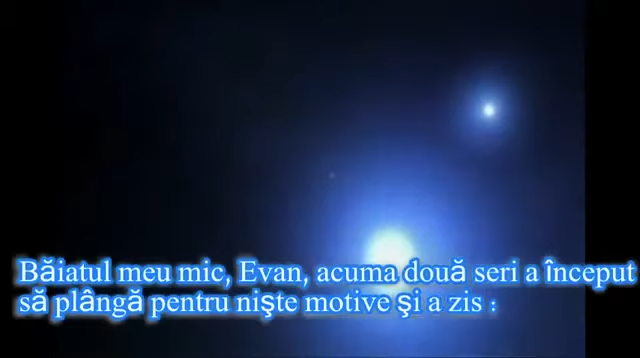 Băiatul meu mic, Evan, acuma două seri a început
să plângă pentru nişte motive şi a zis :